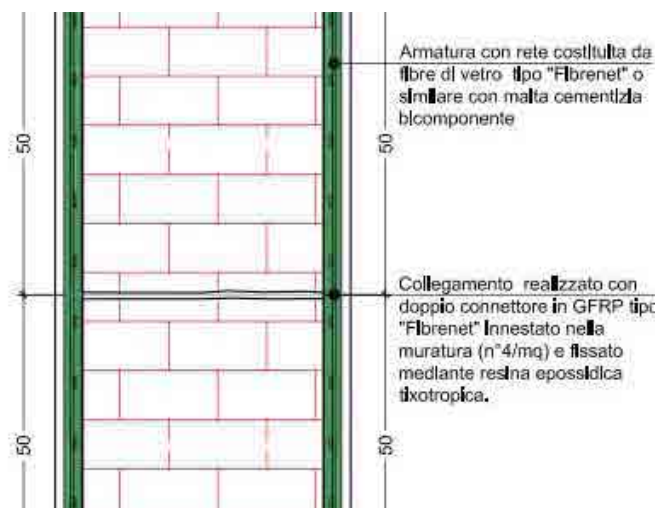 Armatura con rete costituita da
fibre di vetro tipo "Fibrenet" o
similare con malta cementizia
bicomponente
50
50
Collegamento realizzato con
doppio connettore in GFRP tipo
"Fibrenet" innestato nella
muratura (n°4/mq) e fissato
mediante resina epossidica
tixotropica.
50
50